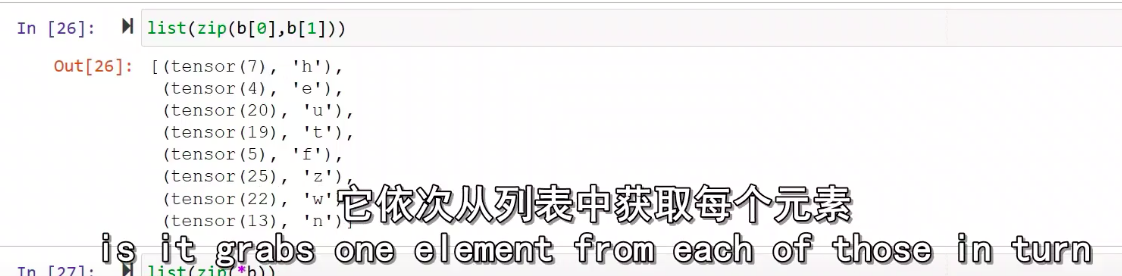 In [26]: list(zip(b[0],b[1]))
Out[26]: [(tensor(7), 'h'),
(tensor(4), 'e'),
(tensor(20), 'u'),
(tensor(19), 't'),
(tensor(5), 'f'),
(tensor(25), 'z'),
(tensor(22), 'w'
(tensor(13), 'n')
它依次从列表中获取每个元素
is it grabs one element from each of those in turn
In [27]: list(zip(*b))